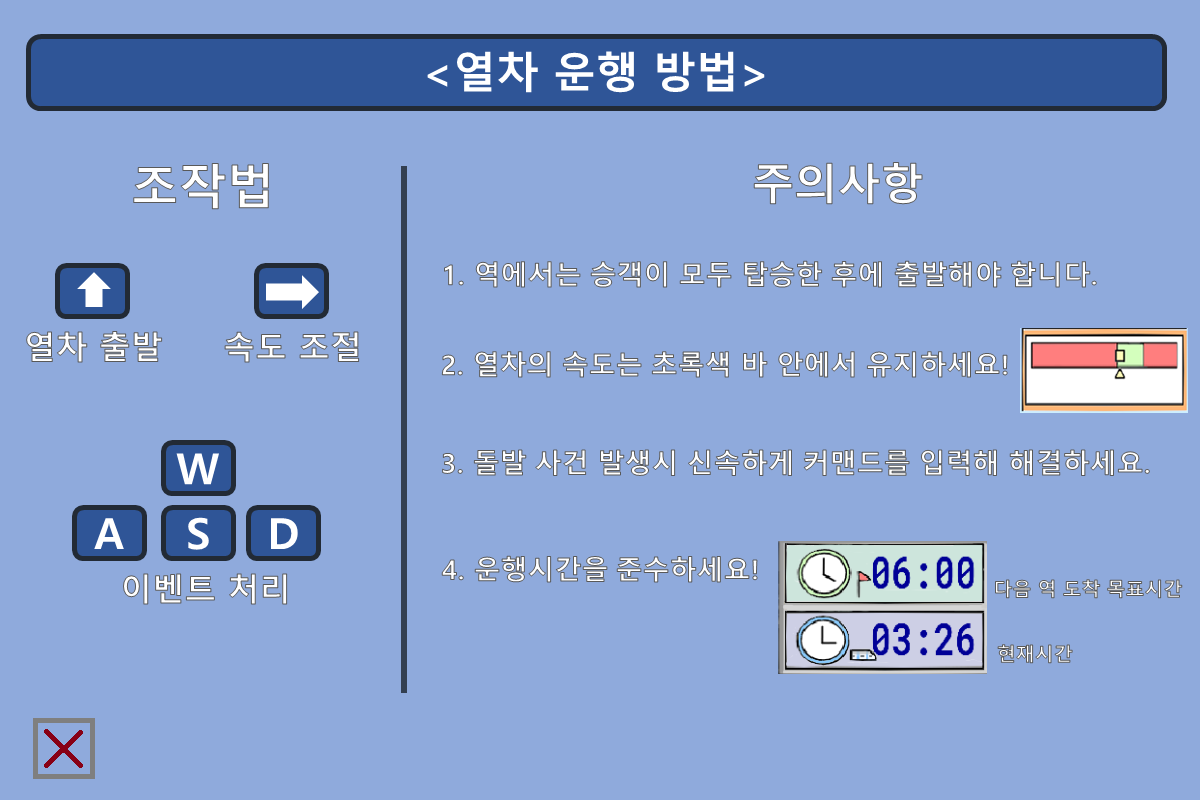 <열차 운행 방법>
조작법
열차 출발
속도 조절
W
A S D
이벤트 처리
주의사항
1. 역에서는 승객이 모두 탑승한 후에 출발해야 합니다.
2. 열차의 속도는 초록색 바 안에서 유지하세요!
3. 돌발 사건 발생시 신속하게 커맨드를 입력해 해결하세요.
4. 운행시간을 준수하세요!
06:00
다음 역 도착 목표시간
03:26
현재시간